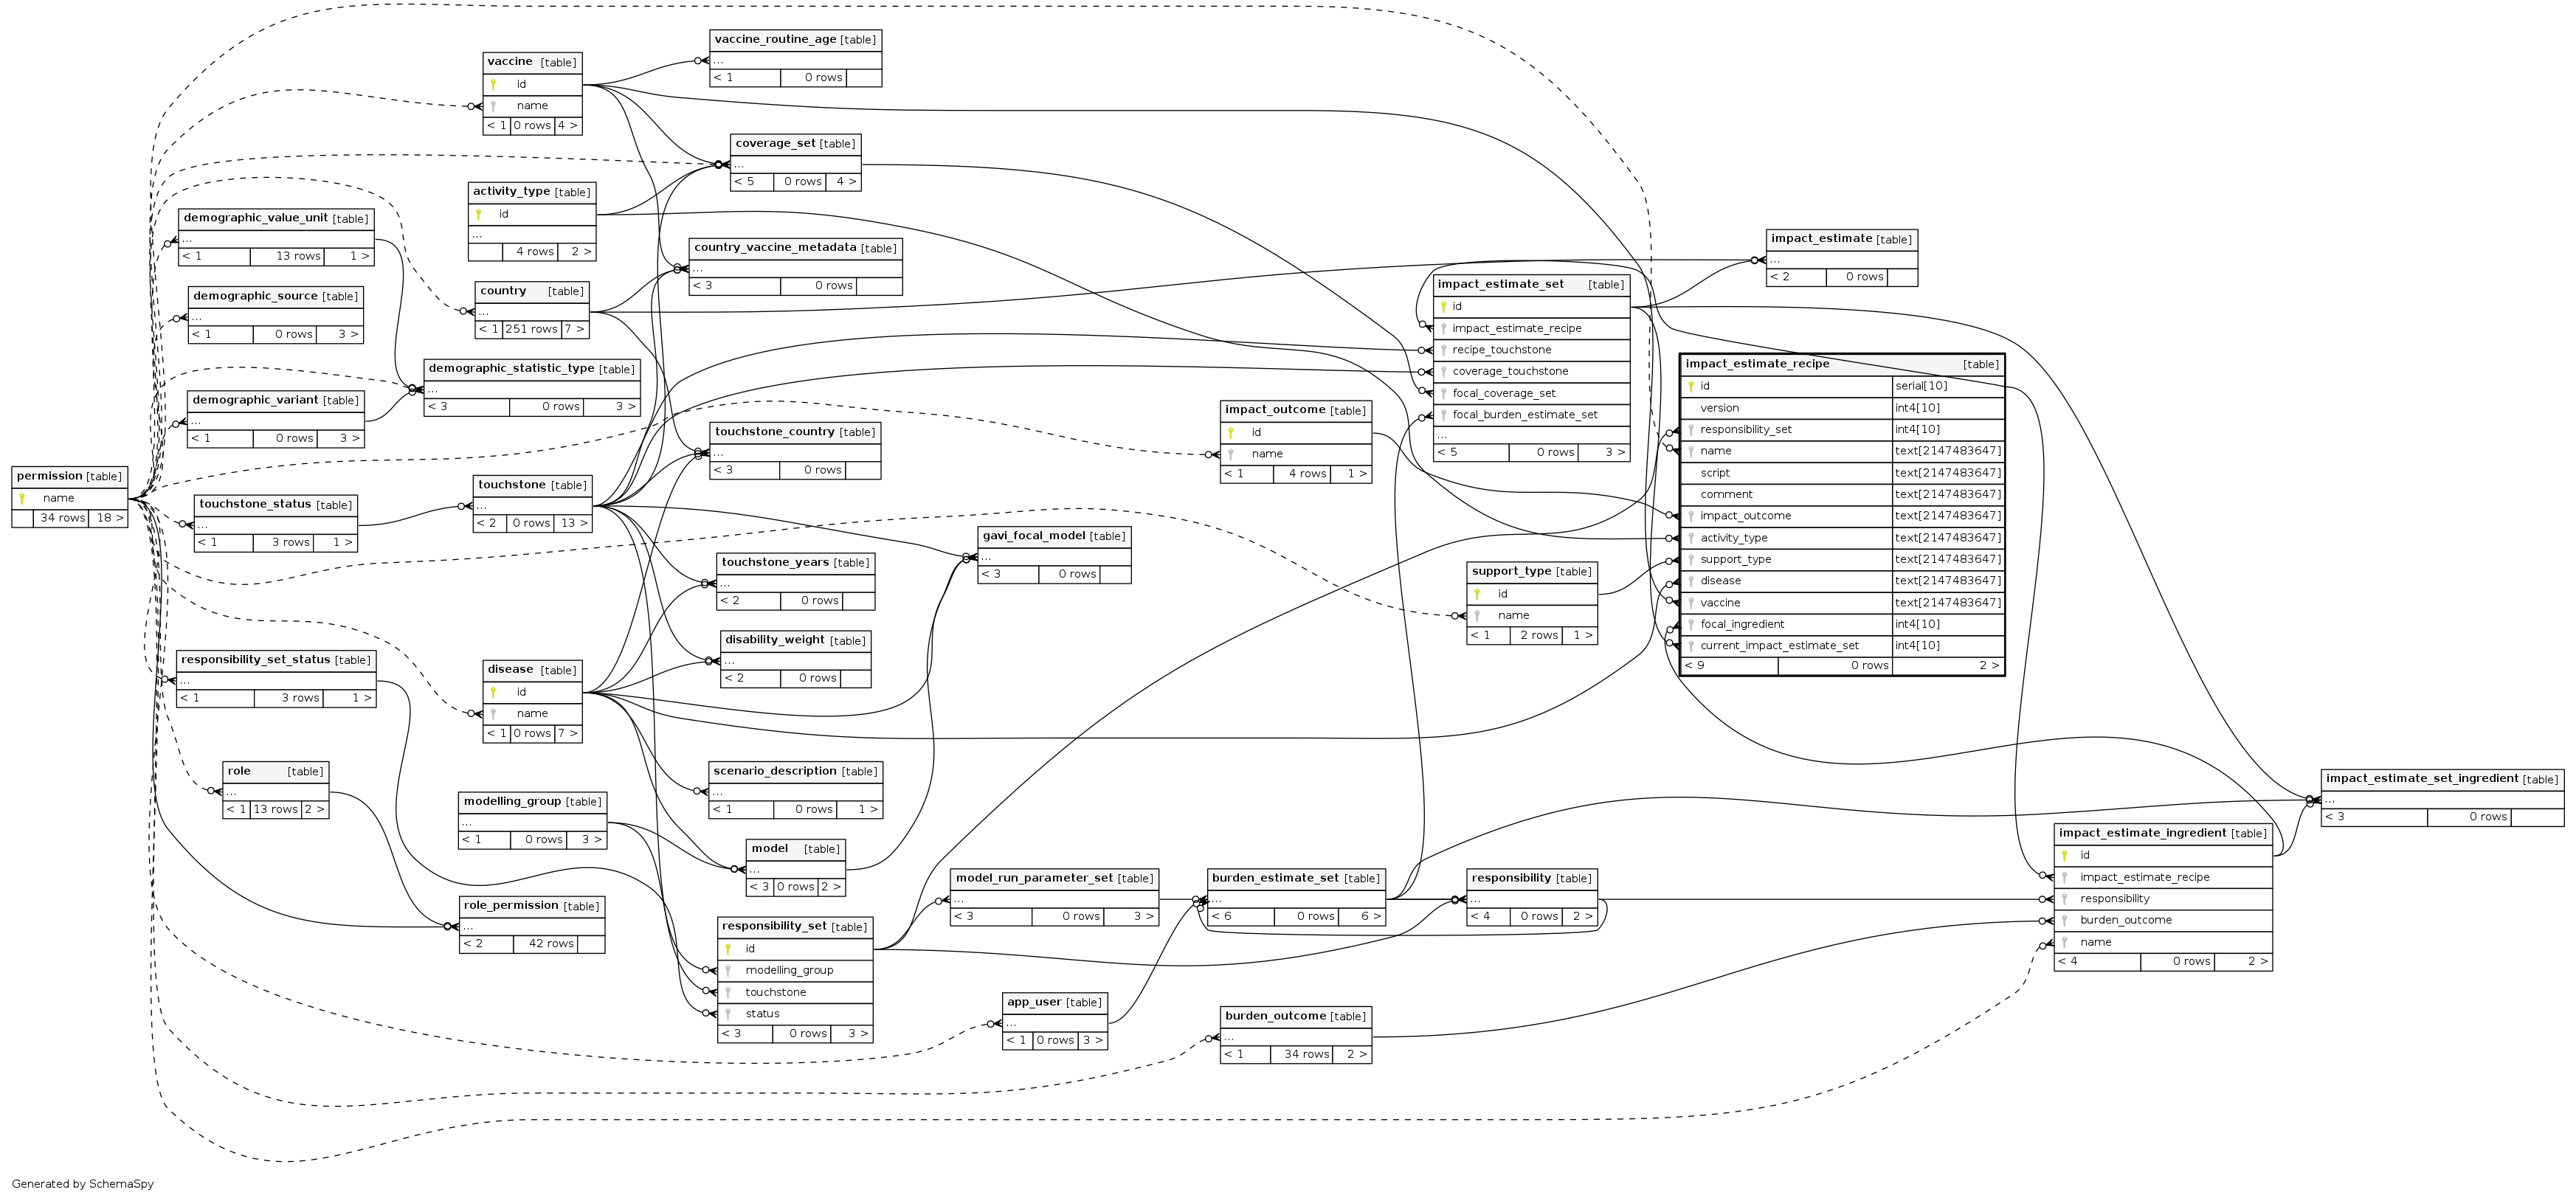 vaccine_routine_age [table]
...
< 1 0 rows
vaccine [table]
id
name
< 1 0 rows 4 >
coverage_set [table]
...
< 5 0 rows 4 >
activity_type [table]
id
...
4 rows 2 >
demographic_value_unit [table]
...
< 1 13 rows 1 >
country_vaccine_metadata [table]
...
< 3 0 rows
impact_estimate [table]
...
< 2 0 rows
demographic_source [table]
...
< 1 0 rows 3 >
country [table]
...
< 1 251 rows 7 >
impact_estimate_set [table]
id
impact_estimate_recipe
recipe_touchstone
coverage_touchstone
focal_coverage_set
focal_burden_estimate_set
...
< 5 0 rows 3 >
impact_estimate_recipe [table]
id serial[10]
version int4[10]
responsibility_set int4[10]
name text[2147483647]
script text[2147483647]
comment text[2147483647]
impact_outcome text[2147483647]
activity_type text[2147483647]
support_type text[2147483647]
disease text[2147483647]
vaccine text[2147483647]
focal_ingredient int4[10]
current_impact_estimate_set int4[10]
< 9 0 rows 2 >
demographic_statistic_type [table]
...
< 3 0 rows 3 >
demographic_variant [table]
...
< 1 0 rows 3 >
impact_outcome [table]
id
name
< 1 4 rows 1 >
touchstone_country [table]
...
< 3 0 rows
permission [table]
name
34 rows 18 >
touchstone_status [table]
...
< 1 3 rows 1 >
touchstone [table]
...
< 2 0 rows 13 >
gavi_focal_model [table]
...
< 3 0 rows
touchstone_years [table]
...
< 2 0 rows
support_type [table]
id
name
< 1 2 rows 1 >
disability_weight [table]
...
< 2 0 rows
responsibility_set_status [table]
...
< 1 3 rows 1 >
disease [table]
id
name
< 1 0 rows 7 >
role [table]
...
< 1 13 rows 2 >
scenario_description [table]
...
< 1 0 rows 1 >
impact_estimate_set_ingredient [table]
...
< 3 0 rows
modelling_group [table]
...
< 1 0 rows 3 >
model [table]
...
< 3 0 rows 2 >
impact_estimate_ingredient [table]
id
impact_estimate_recipe
responsibility
burden_outcome
name
< 4 0 rows 2 >
model_run_parameter_set [table]
...
< 3 0 rows 3 >
burden_estimate_set [table]
...
< 6 0 rows 6 >
responsibility [table]
...
< 4 0 rows 2 >
role_permission [table]
...
< 2 42 rows
responsibility_set [table]
id
modelling_group
touchstone
status
< 3 0 rows 3 >
app_user [table]
...
< 1 0 rows 3 >
burden_outcome [table]
...
< 1 34 rows 2 >
Generated by SchemaSpy